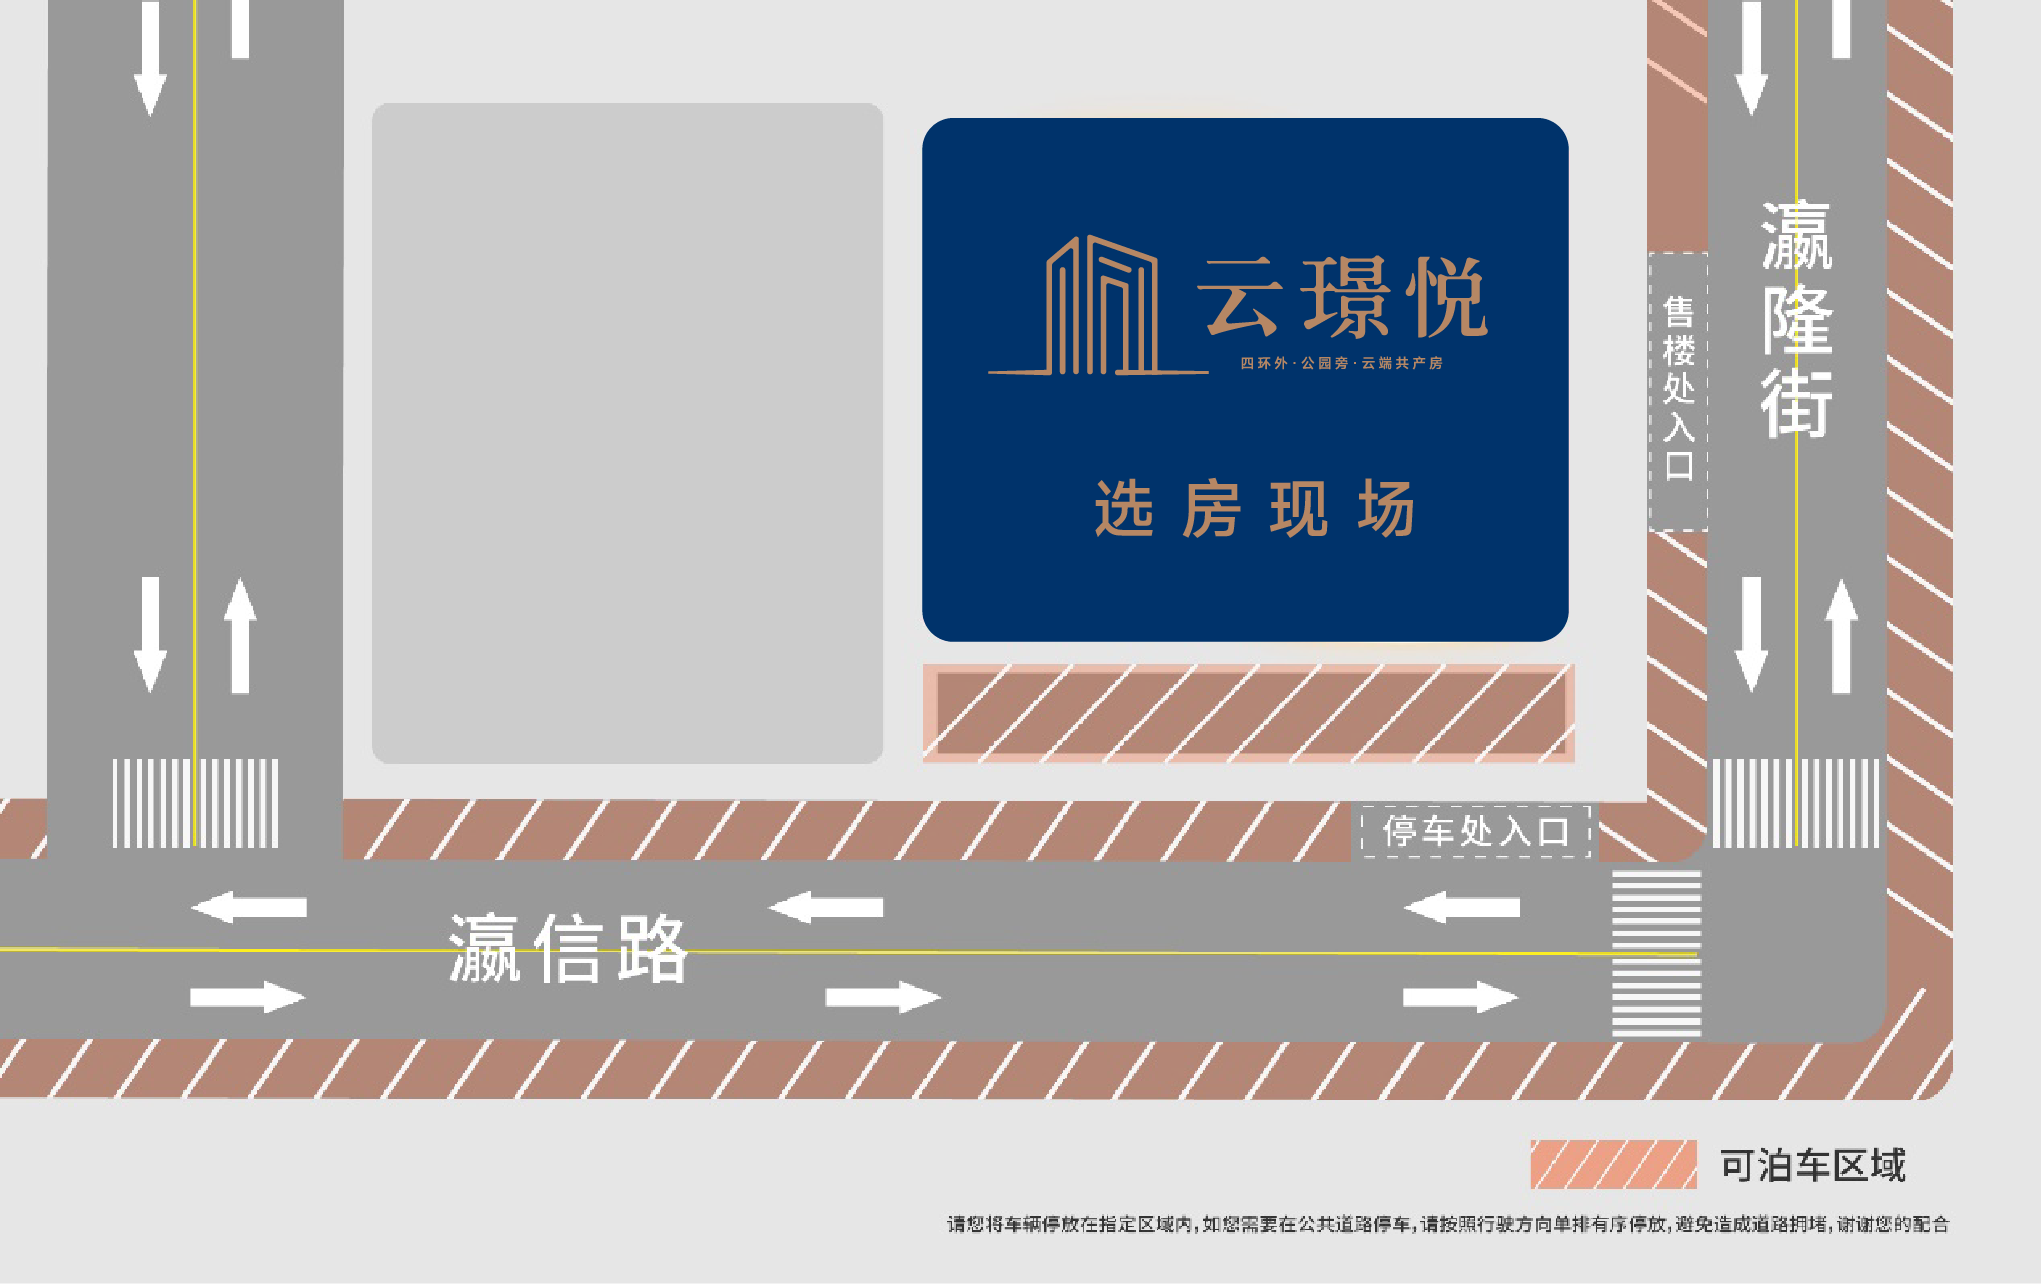 云璟悦
四环外·公园旁·云端共产房
选房现场
瀛隆街
售楼处入口
停车处入口
瀛信路
可泊车区域
请您将车辆停放在指定区域内,如您需要在公共道路停车,请按照行驶方向单排有序停放,避免造成道路拥堵,谢谢您的配合